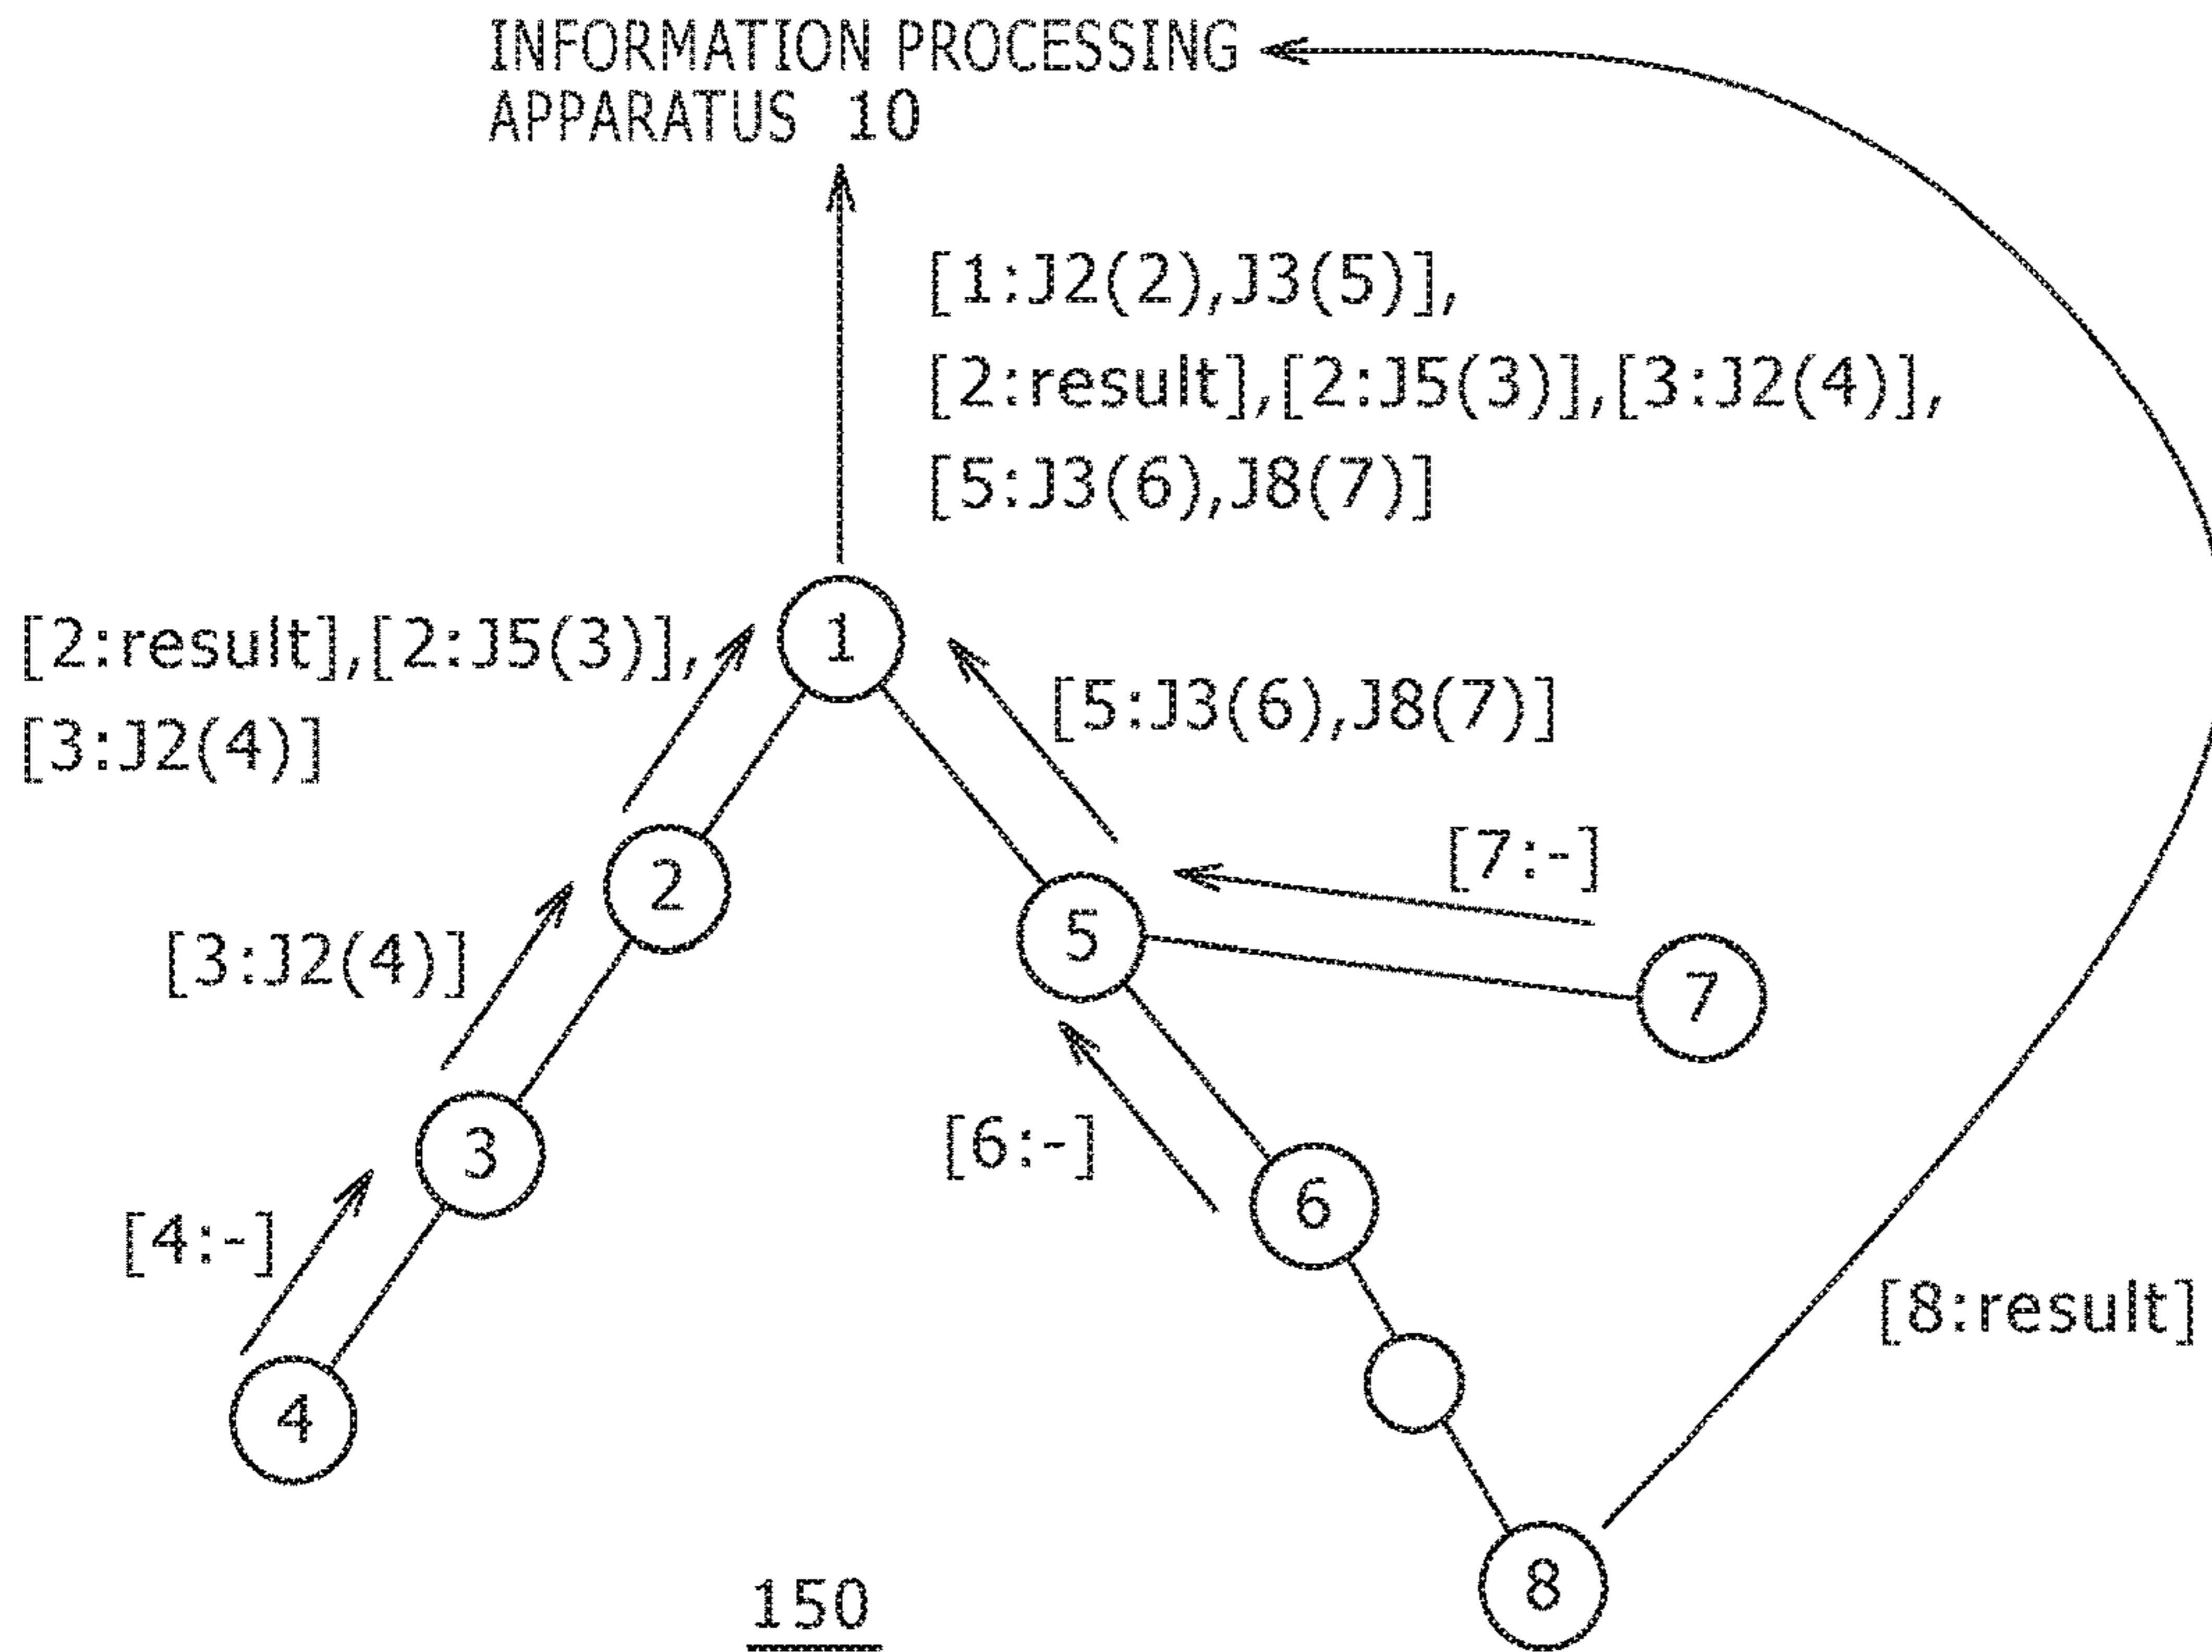 INFORMATION PROCESSING
APPARATUS 10
[1:J2(2),J3(5)],
[2:result],[2:J5(3)],[3:J2(4)],
[5:J3(6),J8(7)]
1
[2:result],[2:J5(3)],
[3:J2(4)]
[5:J3(6),J8(7)]
2
[7:-]
5
[3:J2(4)]
7
3
[6:-]
6
[4:-]
[8:result]
4
8
150